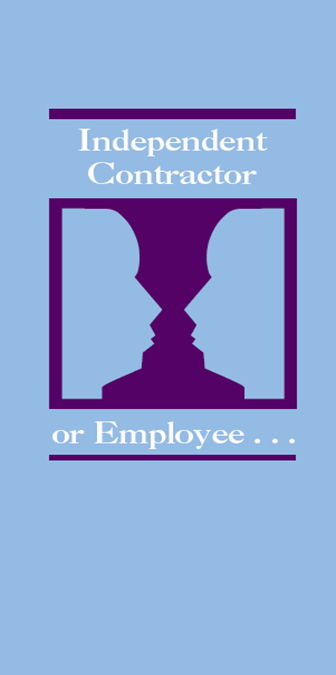 Independent
Contractor
or Employee . . .